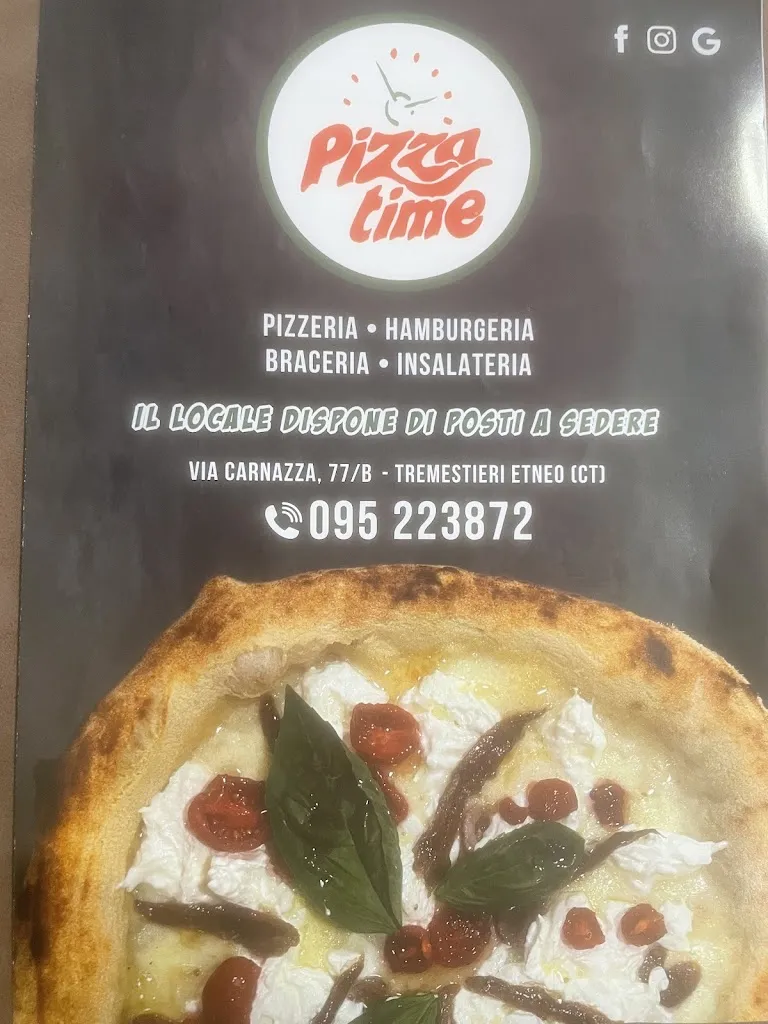 Pizza
time
PIZZERIA • HAMBURGERIA
BRACERIA • INSALATERIA
IL LOCALE DISPONE DI POSTI A SEDERE
VIA CARNAZZA, 77/B - TREMESTIERI ETNEO (CT)
095 223872